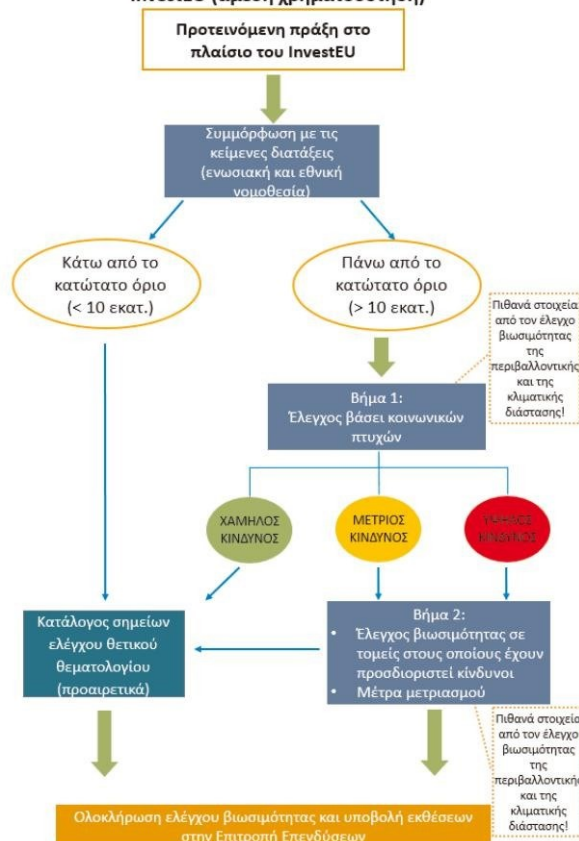 InvestEU (άμεση χρηματοδότηση)
Προτεινόμενη πράξη στο
πλαίσιο του InvestEU
Συμμόρφωση με τις
κείμενες διατάξεις
(ενωσιακή και εθνική
νομοθεσία)
Κάτω από το
κατώτατο όριο
(< 10 εκατ.)
Πάνω από το
κατώτατο όριο
(> 10 εκατ.)
Πιθανά στοιχεία
από τον έλεγχο
βιωσιμότητας
της
περιβαλλοντικής
και της
κλιματικής
διάστασης!
Βήμα 1:
Έλεγχος βάσει κοινωνικών
πτυχών
ΧΑΜΗΛΟΣ
ΚΙΝΔΥΝΟΣ
ΜΕΤΡΙΟΣ
ΚΙΝΔΥΝΟΣ
ΥΨΗΛΟΣ
ΚΙΝΔΥΝΟΣ
Κατάλογος σημείων
ελέγχου θετικού
θεματολογίου
(προαιρετικά)
Βήμα 2:
• Έλεγχος βιωσιμότητας σε
τομείς στους οποίους έχουν
προσδιοριστεί κίνδυνοι
• Μέτρα μετριασμού
Πιθανά στοιχεία
από τον έλεγχο
βιωσιμότητας
της
περιβαλλοντικής
και της
κλιματικής
διάστασης!
Ολοκλήρωση ελέγχου βιωσιμότητας και υποβολή εκθέσεων
στην Επιτροπή Επενδύσεων